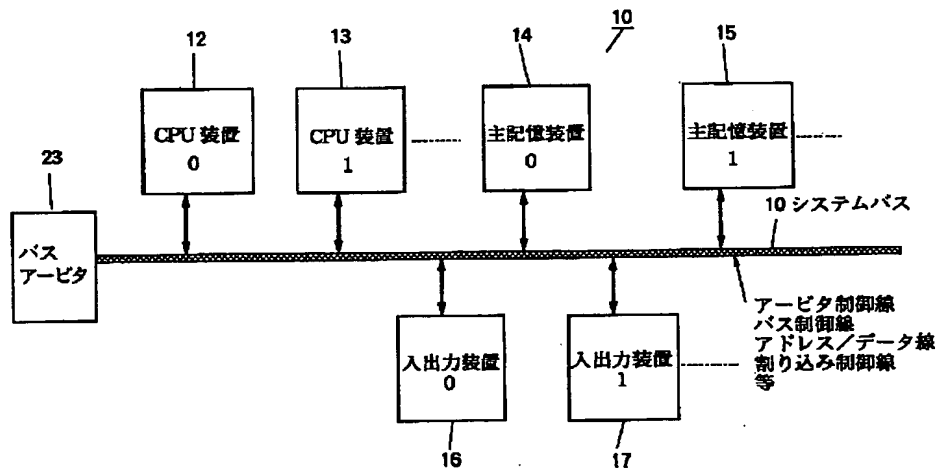 12
13
14
10
15
CPU 装置
0
CPU 装置
1
主記憶装置
0
主記憶装置
1
23
バス
アービタ
10 システムバス
アービタ制御線
バス制御線
アドレス/データ線
割り込み制御線
等
入出力装置
0
入出力装置
1
16
17